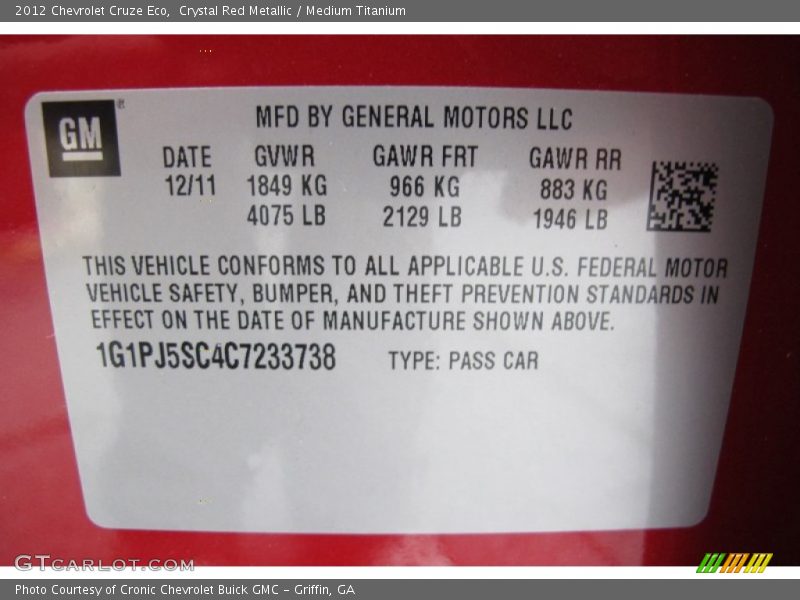 2012 Chevrolet Cruze Eco,  Crystal Red Metallic / Medium Titanium
GM
MFD BY GENERAL MOTORS LLC
DATE GVWR GAWR FRT GAWR RR
12/11 1849 KG 966 KG 883 KG
4075 LB 2129 LB 1946 LB
THIS VEHICLE CONFORMS TO ALL APPLICABLE U.S. FEDERAL MOTOR
VEHICLE SAFETY, BUMPER, AND THEFT PREVENTION STANDARDS IN
EFFECT ON THE DATE OF MANUFACTURE SHOWN ABOVE.
1G1PJ5SC4C7233738 TYPE: PASS CAR
GTCARLOT.COM
Photo Courtesy of Cronic Chevrolet Buick GMC – Griffin, GA